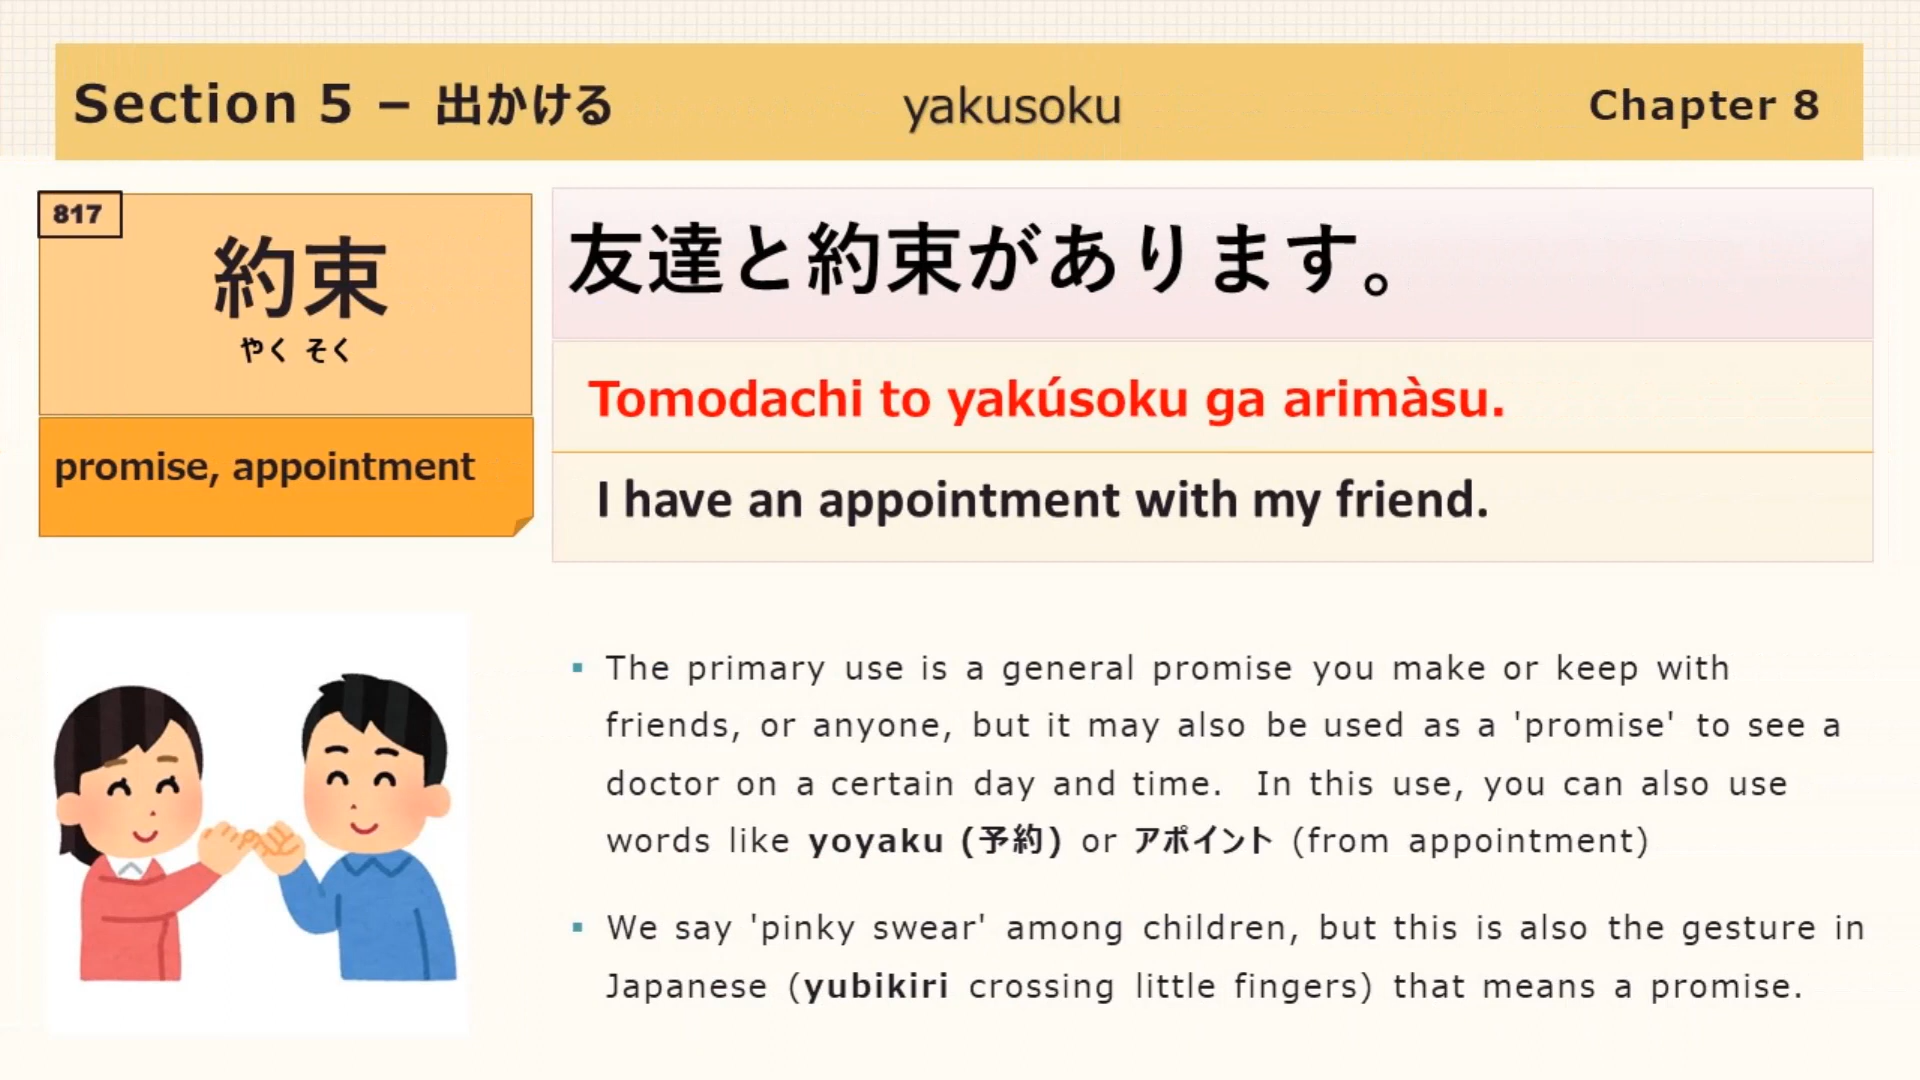 Section 5 – 出かける
yakusoku
Chapter 8
817
約束
やく そく
promise, appointment
友達と約束があります。
Tomodachi to yakúsoku ga arimàsu.
I have an appointment with my friend.
▪ The primary use is a general promise you make or keep with
friends, or anyone, but it may also be used as a 'promise' to see a
doctor on a certain day and time. In this use, you can also use
words like yoyaku (予約) or アポイント (from appointment)
▪ We say 'pinky swear' among children, but this is also the gesture in
Japanese (yubikiri crossing little fingers) that means a promise.